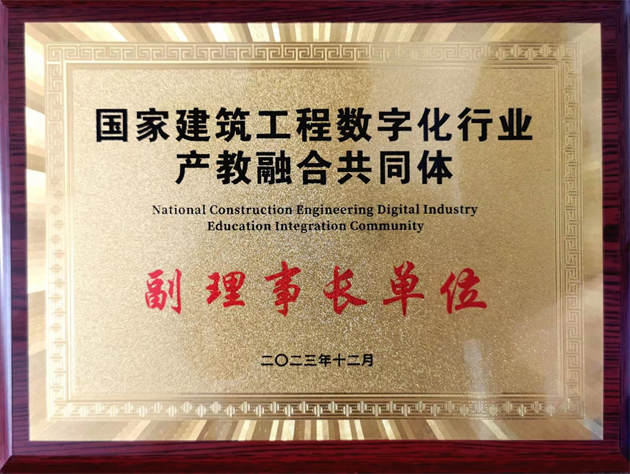 国家建筑工程数字化行业
产教融合共同体
National Construction Engineering Digital Industry
Education Integration Community
副理事长单位
二〇二三年十二月